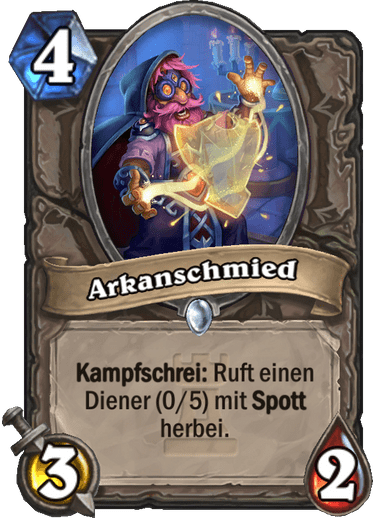 4
Arkanschmied
Kampfschrei: Ruft einen
Diener (0/5) mit Spott
herbei.
3
2